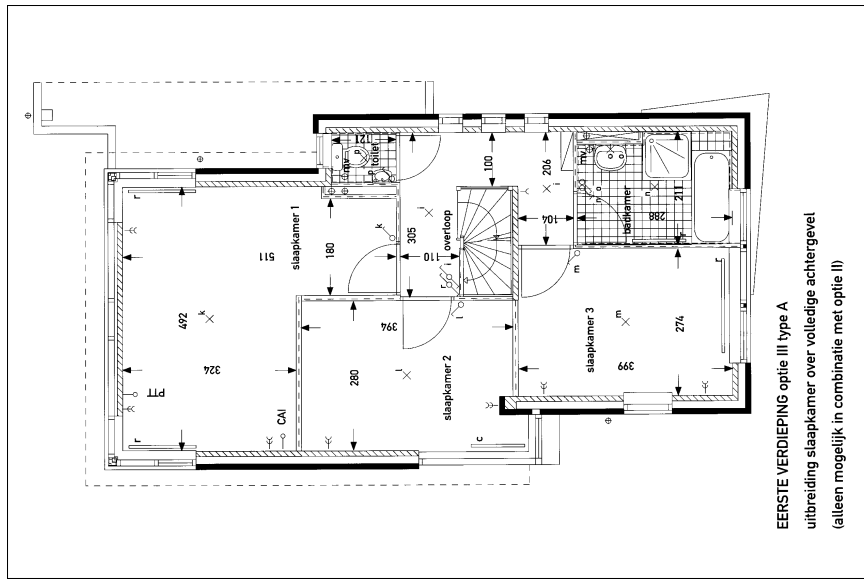 121
mv
toilet
p
p
100
206
mv
211
n
n
badkamer
288
104
i
i
overloop
305
110
r
i
l
k
slaapkamer 1
511
180
r
492
k
324
PTT
r
CAI
394
280
l
slaapkamer 2
c
m
m
slaapkamer 3
274
399
r
r
EERSTE VERDIEPING optie III type A
uitbreiding slaapkamer over volledige achtergevel
(alleen mogelijk in combinatie met optie II)